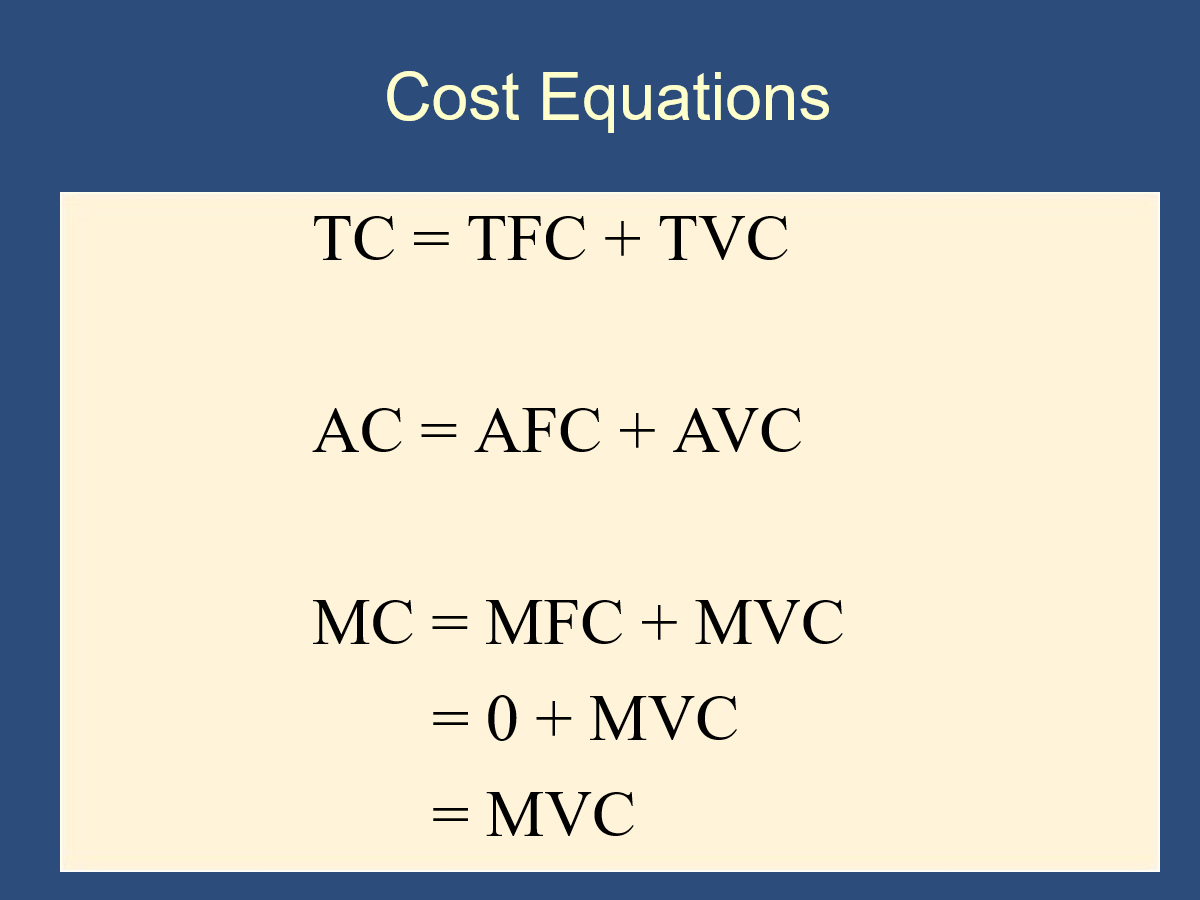 Cost Equations
TC = TFC + TVC
AC = AFC + AVC
MC = MFC + MVC
= 0 + MVC
= MVC